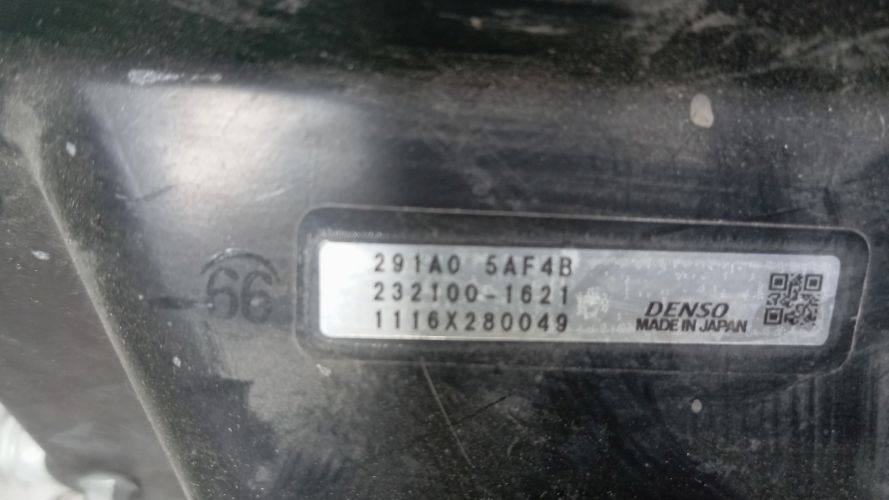 66
291A0 5AF4B
232100-1621
1116X280049
DENSO
MADE IN JAPAN